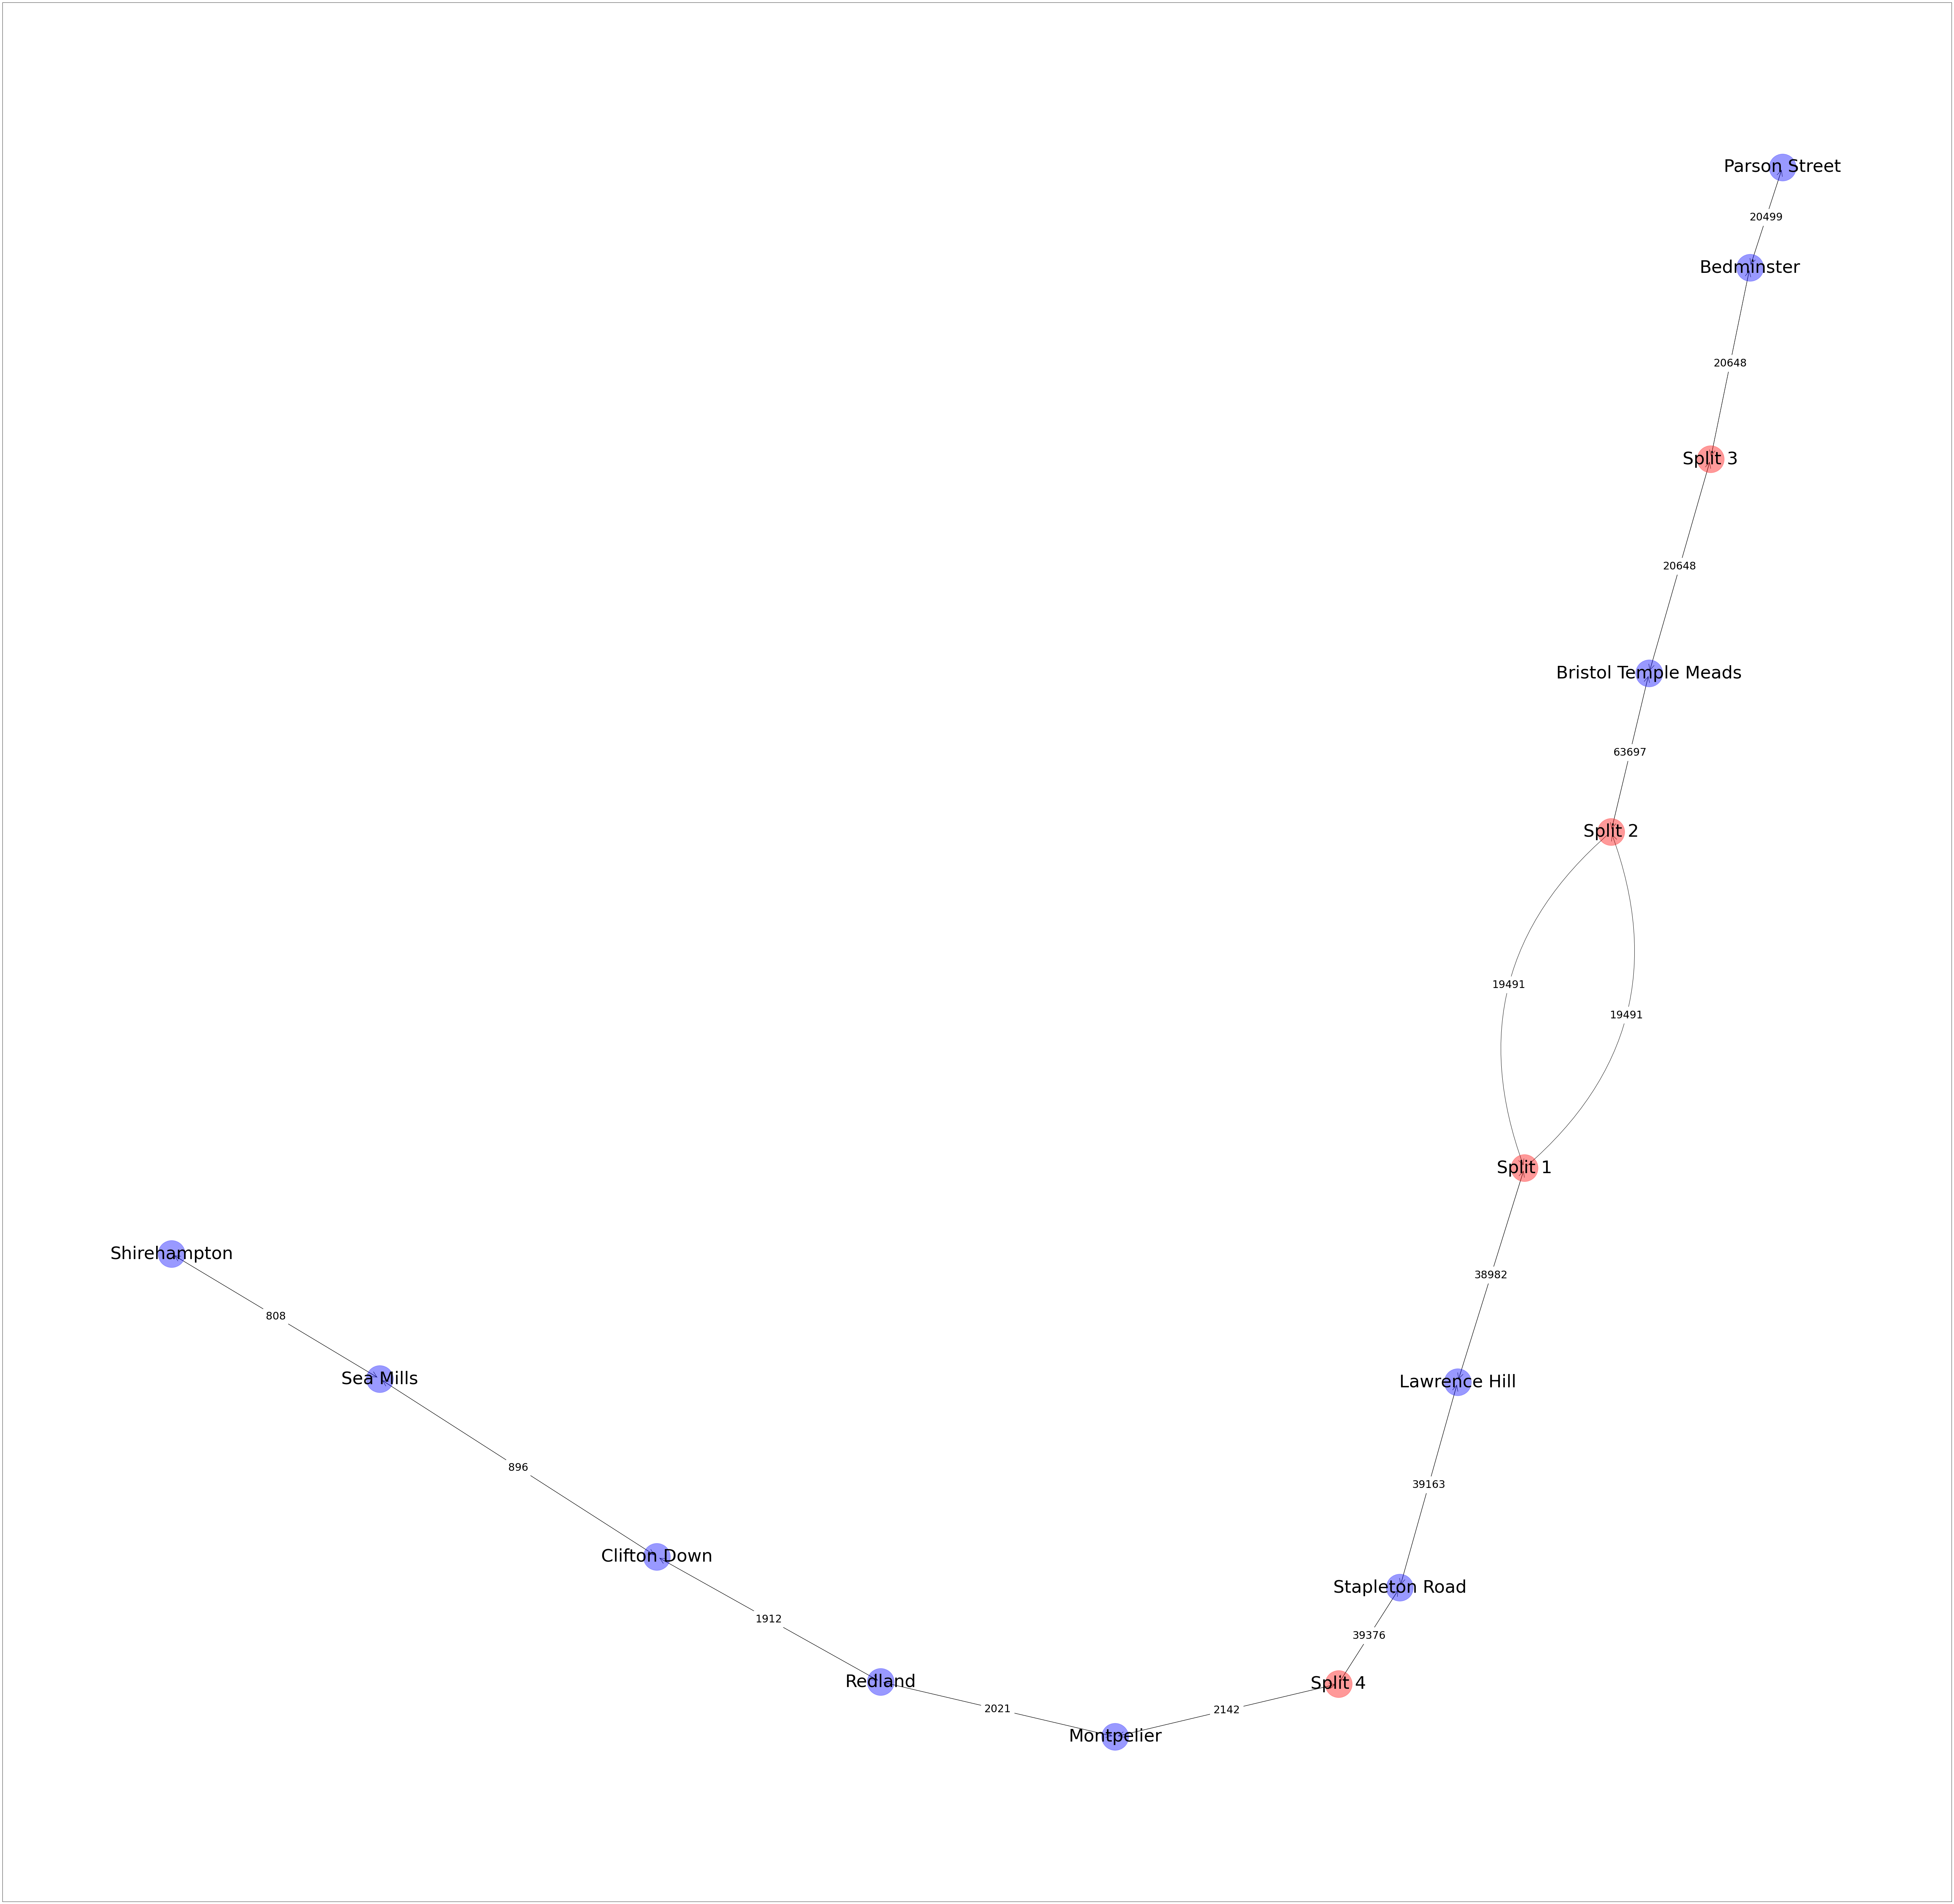 Parson Street
20499
Bedminster
20648
Split 3
20648
Bristol Temple Meads
63697
Split 2
19491
19491
Split 1
Shirehampton
38982
808
Sea Mills
Lawrence Hill
896
39163
Clifton Down
Stapleton Road
1912
39376
Redland
Split 4
2021
2142
Montpelier